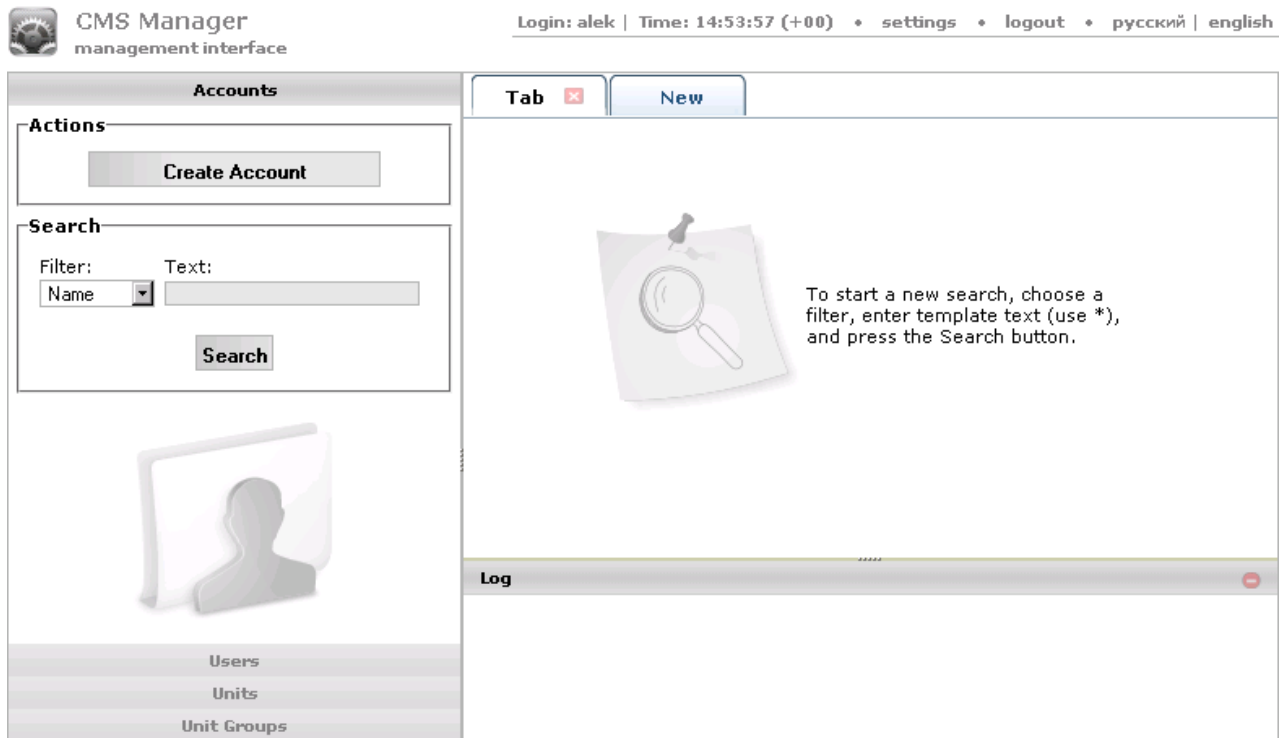 CMS Manager
management interface
Login: alek | Time: 14:53:57 (+00) • settings • logout • русский | english
Accounts
Actions
Create Account
Search
Filter: Text:
Name
Search
Users
Units
Unit Groups
Tab New
To start a new search, choose a
filter, enter template text (use *),
and press the Search button.
Log